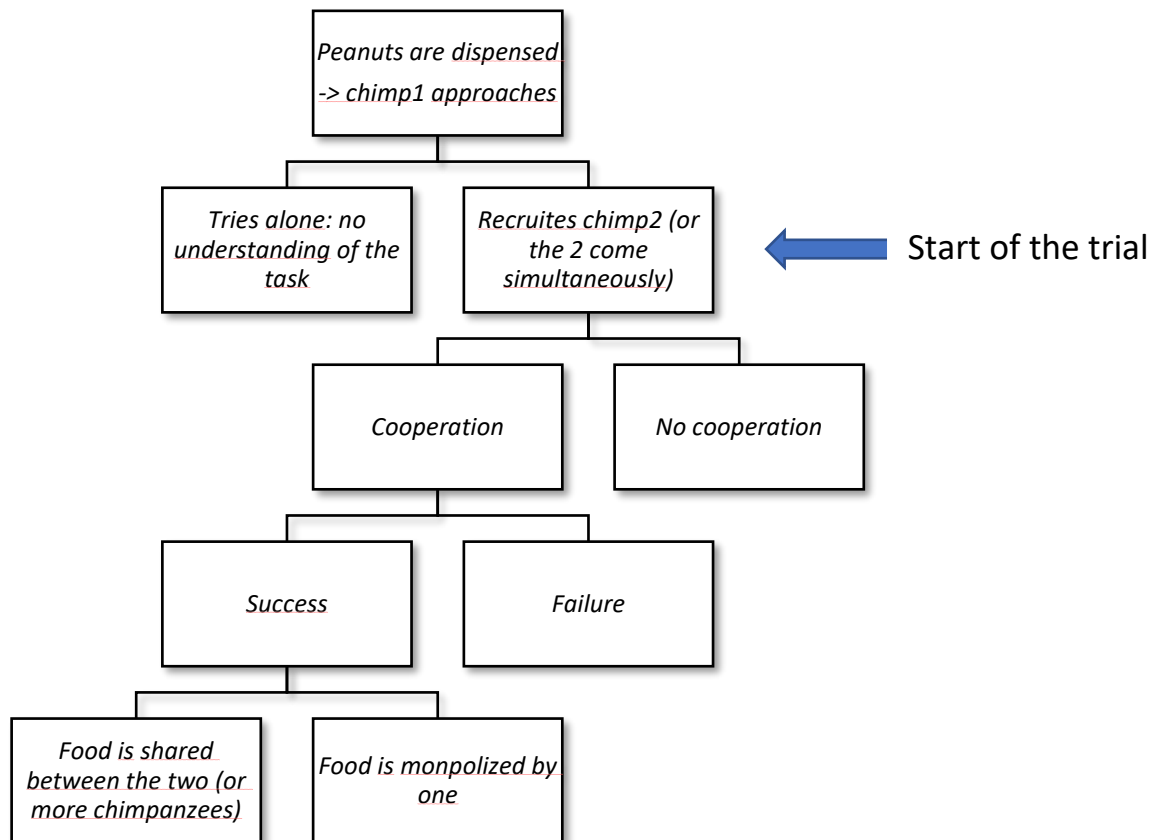 Peanuts are dispensed
-> chimp1 approaches
Tries alone: no
understanding of the
task
Recruites chimp2 (or
the 2 come
simultaneously)
Start of the trial
Cooperation
No cooperation
Success
Failure
Food is shared
between the two (or
more chimpanzees)
Food is monpolized by
one